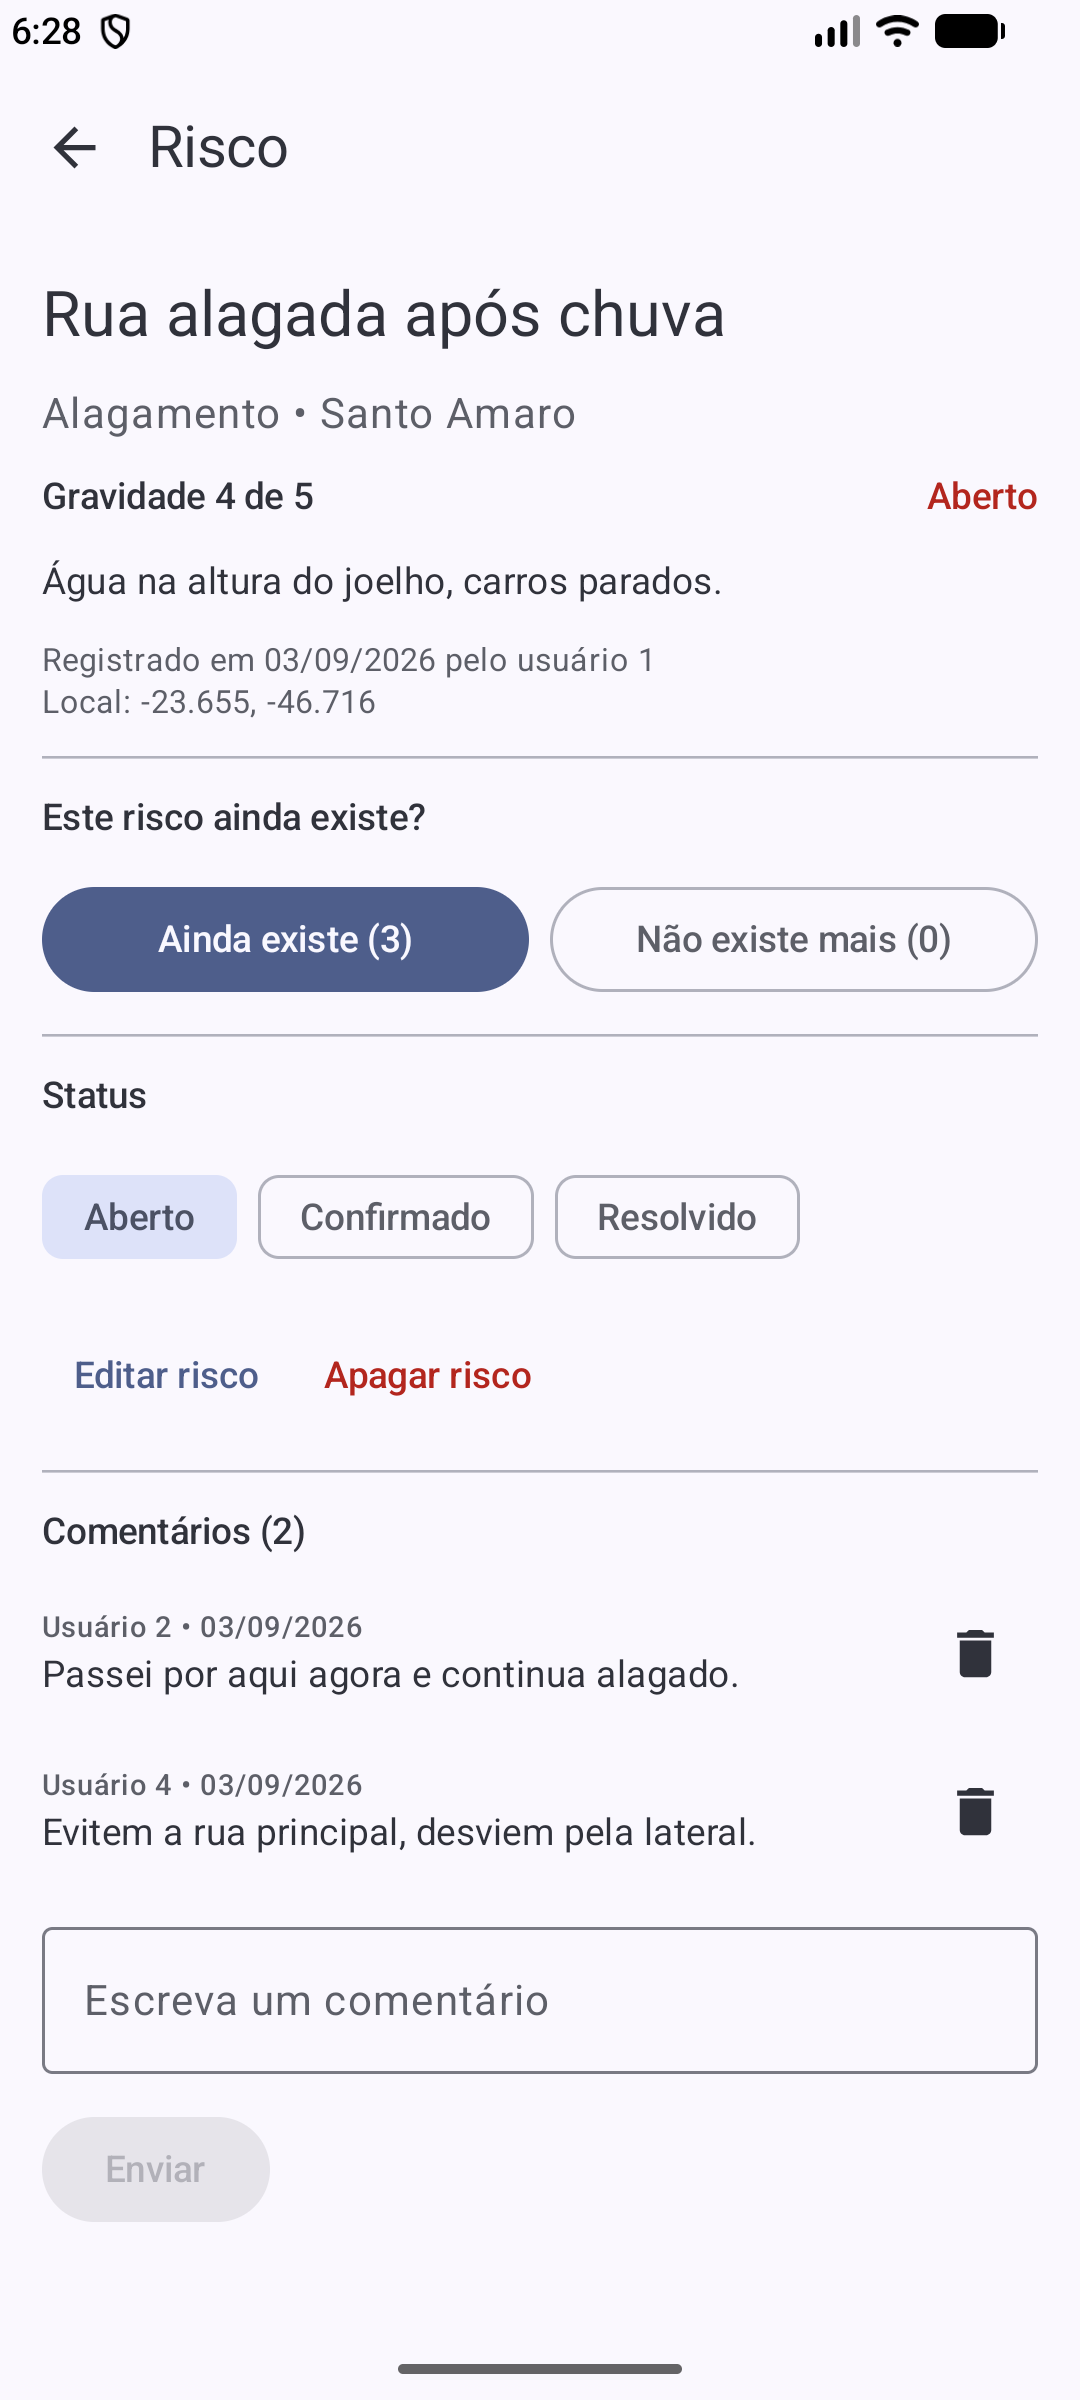 6:28
Risco
Rua alagada após chuva
Alagamento • Santo Amaro
Gravidade 4 de 5
Aberto
Água na altura do joelho, carros parados.
Registrado em 03/09/2026 pelo usuário 1
Local: -23.655, -46.716
Este risco ainda existe?
Ainda existe (3)
Não existe mais (0)
Status
Aberto
Confirmado
Resolvido
Editar risco
Apagar risco
Comentários (2)
Usuário 2 • 03/09/2026
Passei por aqui agora e continua alagado.
Usuário 4 • 03/09/2026
Evitem a rua principal, desviem pela lateral.
Escreva um comentário
Enviar